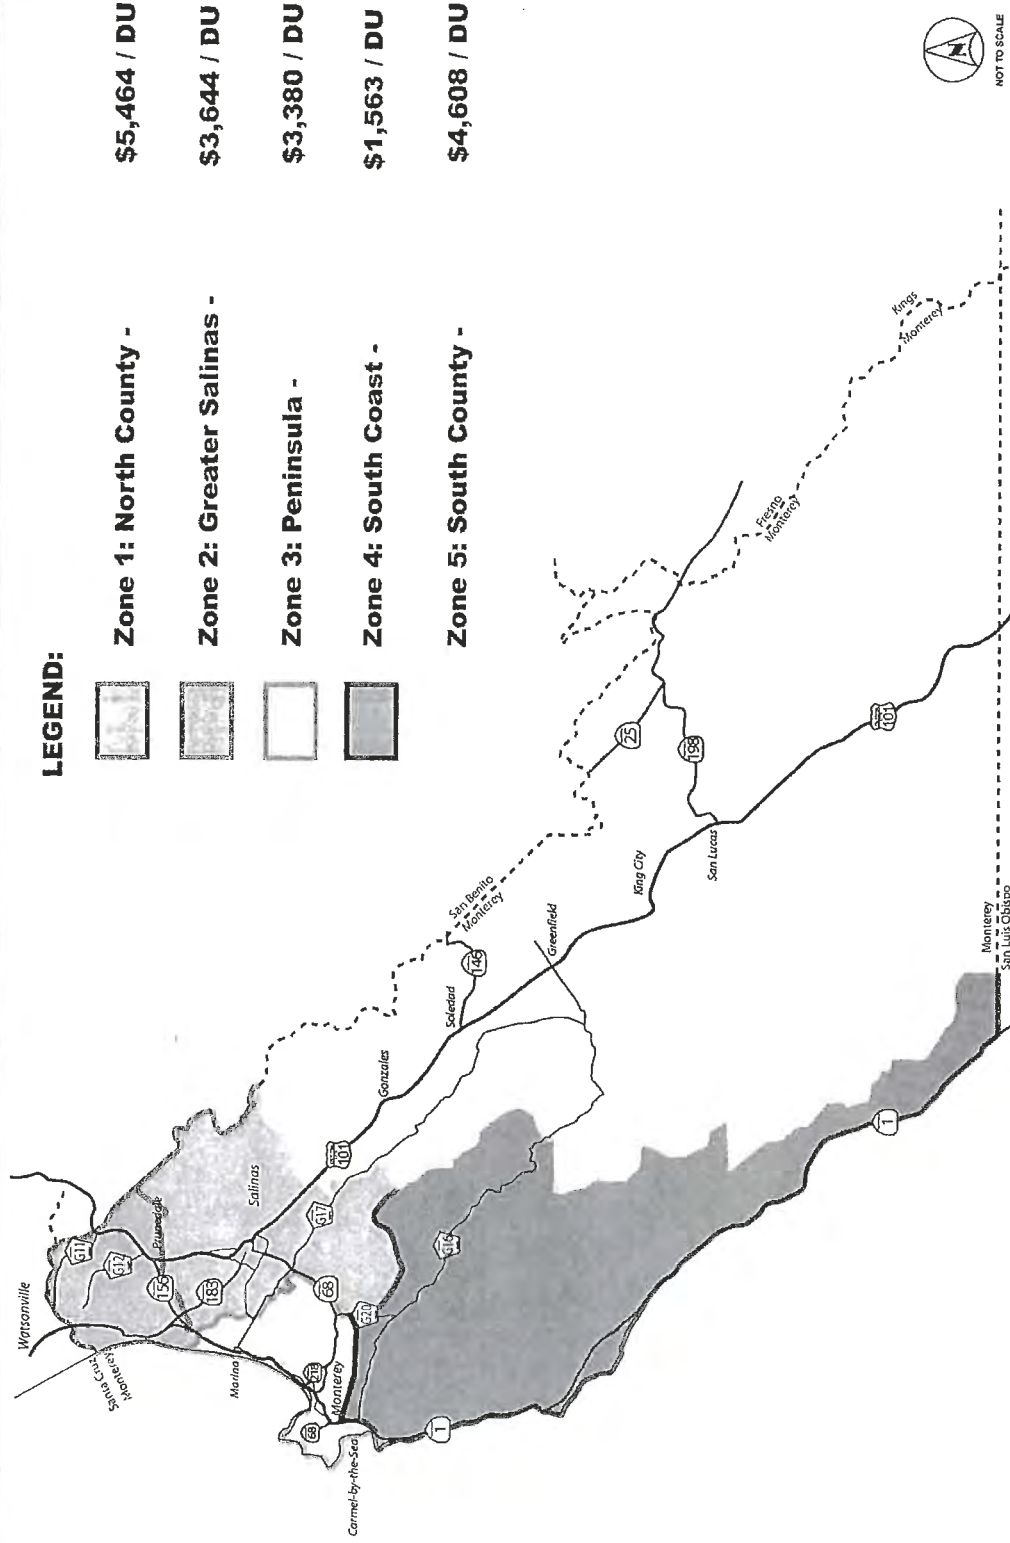 LEGEND:
Zone 1: North County - $5,464 / DU
Zone 2: Greater Salinas - $3,644 / DU
Zone 3: Peninsula - $3,380 / DU
Zone 4: South Coast - $1,563 / DU
Zone 5: South County - $4,608 / DU
Watsonville
Santa Cruz
Monterey
G11
G12
Prunedale
156
183
Salinas
Marina
101
G17
68
218
Monterey
68
G20
Carmel-by-the-Sea
1
G16
Gonzales
Soledad
146
San Benito
Monterey
Greenfield
King City
San Lucas
25
198
101
Fresno
Monterey
Kings
Monterey
1
Monterey
San Luis Obispo
N
NOT TO SCALE